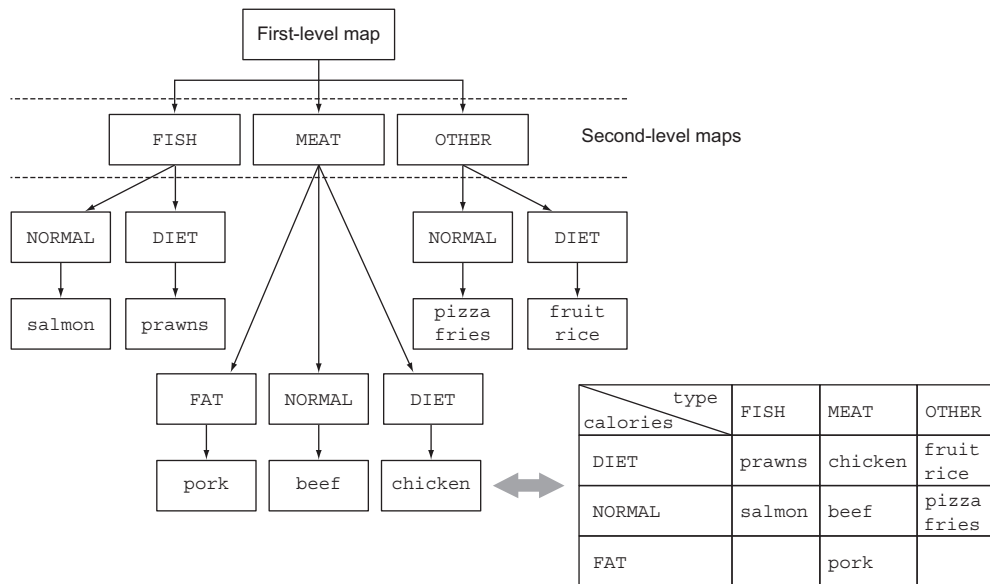 First-level map
FISH
MEAT
OTHER
Second-level maps
NORMAL
DIET
NORMAL
DIET
salmon
prawns
pizza
fries
fruit
rice
FAT
NORMAL
DIET
pork
beef
chicken
type
calories
FISH
MEAT
OTHER
DIET
prawns
chicken
fruit
rice
NORMAL
salmon
beef
pizza
fries
FAT
pork